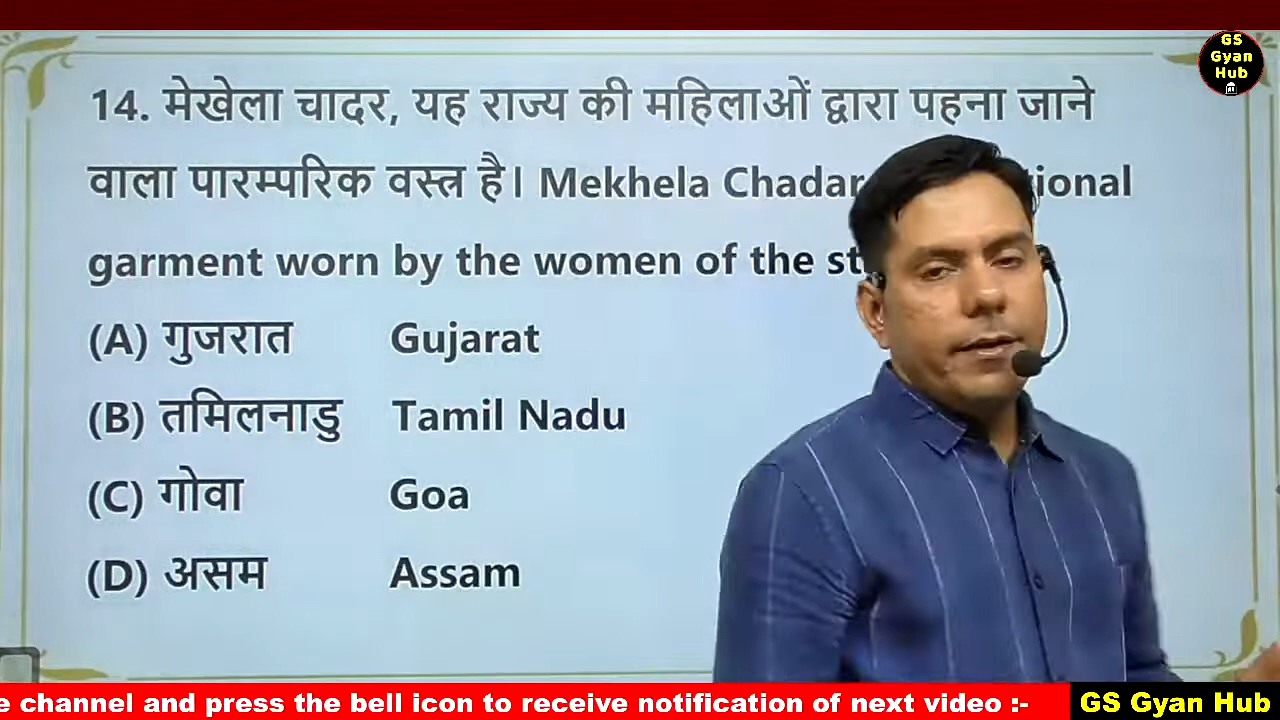 GS
Gyan
Hub
14. मेखेला चादर, यह राज्य की महिलाओं द्वारा पहना जाने
वाला पारम्परिक वस्त्र है। Mekhela Chadar
garment worn by the women of the
(A) गुजरात Gujarat
(B) तमिलनाडु Tamil Nadu
(C) गोवा Goa
(D) असम Assam
channel and press the bell icon to receive notification of next video :-
GS Gyan Hub